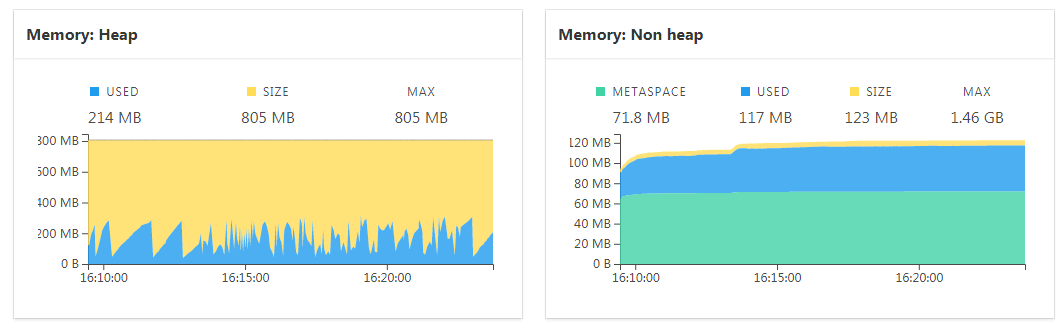 Memory: Heap
USED SIZE MAX
214 MB 805 MB 805 MB
800 MB
600 MB
400 MB
200 MB
0 B
16:10:00 16:15:00 16:20:00
Memory: Non heap
METASPACE USED SIZE MAX
71.8 MB 117 MB 123 MB 1.46 GB
120 MB
100 MB
80 MB
60 MB
40 MB
20 MB
0 B
16:10:00 16:15:00 16:20:00